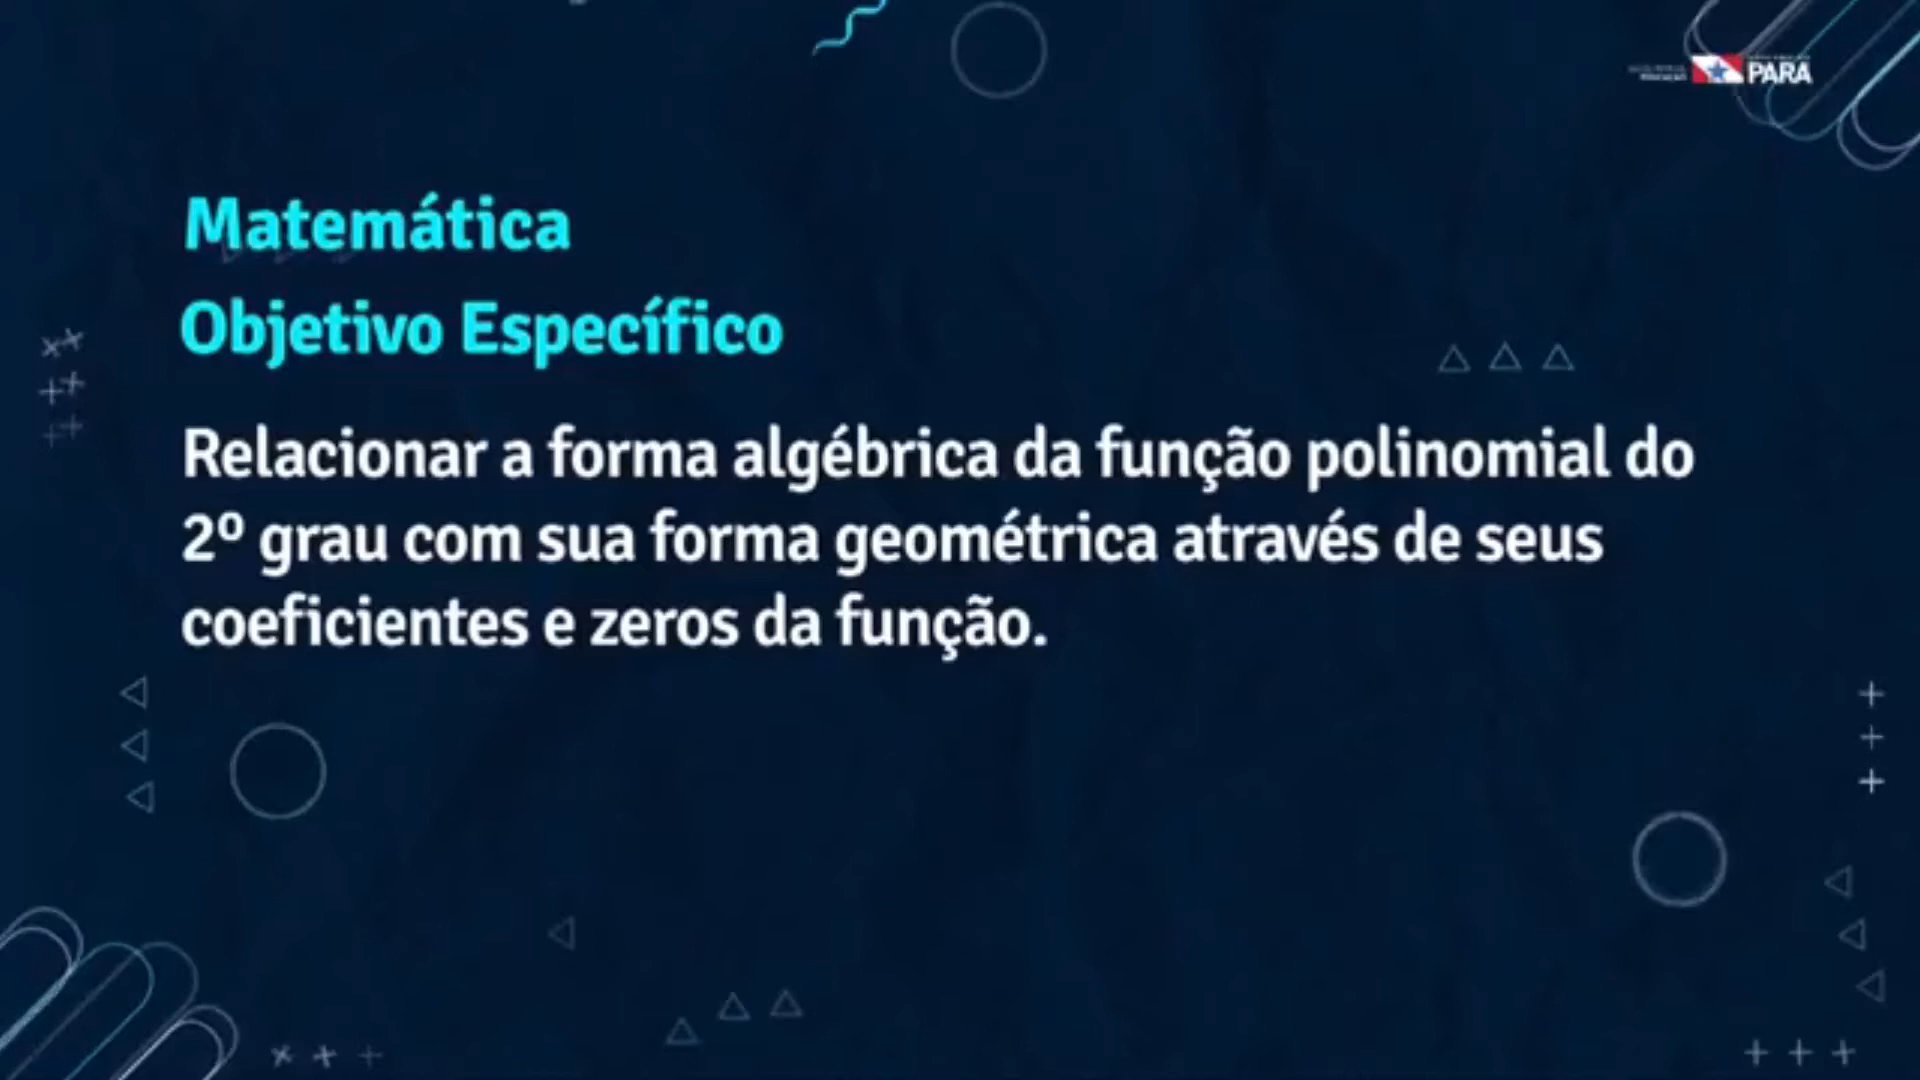 PARÁ
Matemática
Objetivo Específico
Relacionar a forma algébrica da função polinomial do
2º grau com sua forma geométrica através de seus
coeficientes e zeros da função.